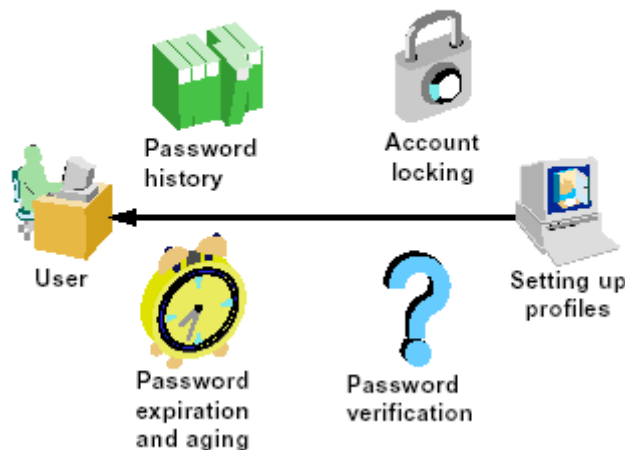 Password
history
Account
locking
User
Setting up
profiles
Password
expiration
and aging
Password
verification